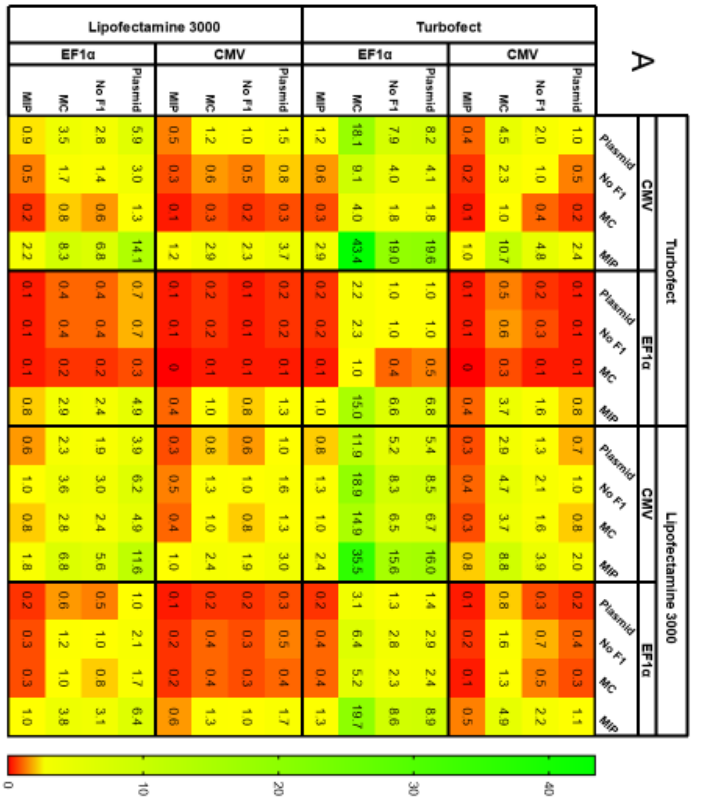 A
Turbofect Lipofectamine 3000
CMV EF1α CMV EF1α
Plasmid No F1 MC MIP Plasmid No F1 MC MIP Plasmid No F1 MC MIP Plasmid No F1 MC MIP
Turbofect
CMV
Plasmid 1.0 0.5 0.2 2.4 0.1 0.1 0.1 0.8 0.7 1.0 0.8 2.0 0.2 0.4 0.3 1.1
No F1 2.0 1.0 0.4 4.8 0.2 0.3 0.1 1.6 1.3 2.1 1.6 3.9 0.3 0.7 0.5 2.2
MC 4.5 2.3 1.0 10.7 0.5 0.6 0.3 3.7 2.9 4.7 3.7 8.8 0.8 1.6 1.3 4.9
MIP 0.4 0.2 0.1 1.0 0.1 0.1 0 0.4 0.3 0.4 0.3 0.8 0.1 0.2 0.1 0.5
EF1α
Plasmid 8.2 4.1 1.8 19.6 1.0 1.0 0.5 6.8 5.4 8.5 6.7 16.0 1.4 2.9 2.4 8.9
No F1 7.9 4.0 1.8 19.0 1.0 1.0 0.4 6.6 5.2 8.3 6.5 15.6 1.3 2.8 2.3 8.6
MC 18.1 9.1 4.0 43.4 2.2 2.3 1.0 15.0 11.9 18.9 14.9 35.5 3.1 6.4 5.2 19.7
MIP 1.2 0.6 0.3 2.9 0.2 0.2 0.1 1.0 0.8 1.3 1.0 2.4 0.2 0.4 0.4 1.3
Lipofectamine 3000
CMV
Plasmid 1.5 0.8 0.3 3.7 0.2 0.2 0.1 1.3 1.0 1.6 1.3 3.0 0.3 0.5 0.4 1.7
No F1 1.0 0.5 0.2 2.3 0.1 0.1 0.1 0.8 0.6 1.0 0.8 1.9 0.2 0.3 0.3 1.0
MC 1.2 0.6 0.3 2.9 0.2 0.2 0.1 1.0 0.8 1.3 1.0 2.4 0.2 0.4 0.4 1.3
MIP 0.5 0.3 0.1 1.2 0.1 0.1 0 0.4 0.3 0.5 0.4 1.0 0.1 0.2 0.2 0.6
EF1α
Plasmid 5.9 3.0 1.3 14.1 0.7 0.7 0.3 4.9 3.9 6.2 4.9 11.6 1.0 2.1 1.7 6.4
No F1 2.8 1.4 0.6 6.8 0.4 0.4 0.2 2.4 1.9 3.0 2.4 5.6 0.5 1.0 0.8 3.1
MC 3.5 1.7 0.8 8.3 0.4 0.4 0.2 2.9 2.3 3.6 2.8 6.8 0.6 1.2 1.0 3.8
MIP 0.9 0.5 0.2 2.2 0.1 0.1 0.1 0.8 0.6 1.0 0.8 1.8 0.2 0.3 0.3 1.0
40
30
20
10
0